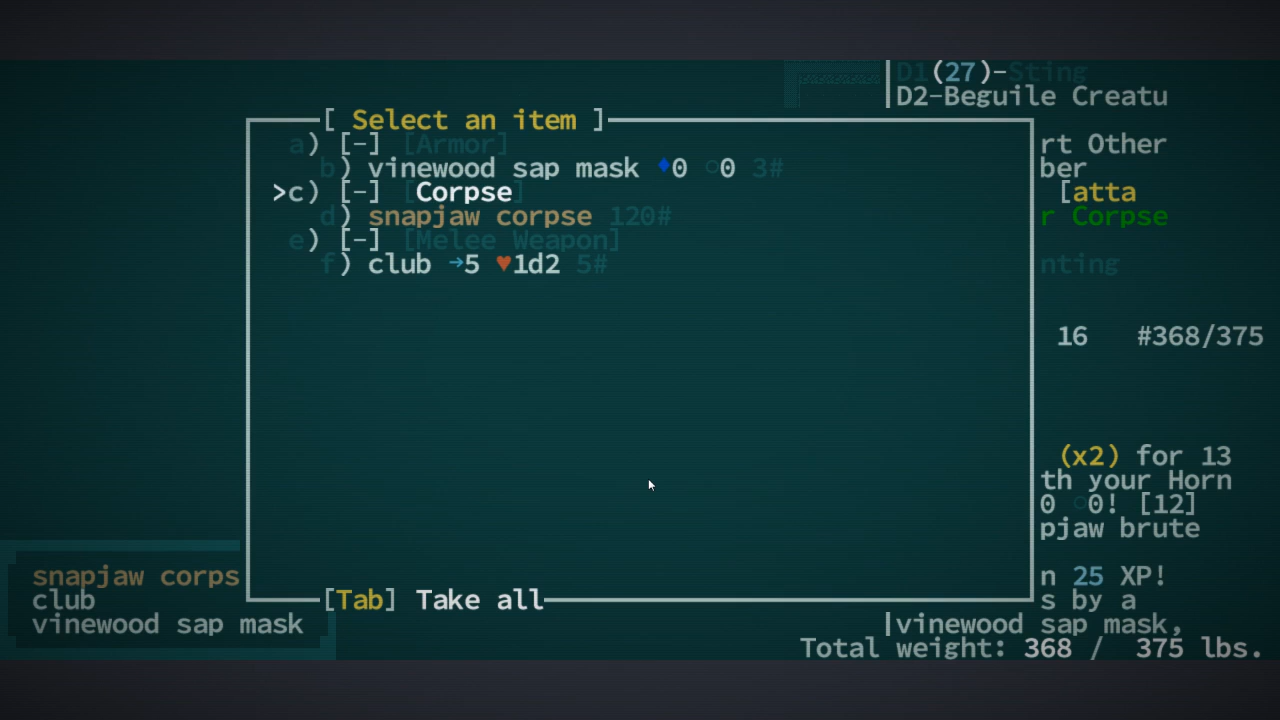 D1(27)-Sting
D2-Beguile Creatu
[ Select an item ]
a) [-] [Armor]
rt Other
b) vinewood sap mask ♦0 ○0 3#
ber
>c) [-] [Corpse]
[atta
d) snapjaw corpse 120#
r Corpse
e) [-] [Melee Weapon]
f) club →5 ♥1d2 5#
nting
16 #368/375
(x2) for 13
th your Horn
0 ○0! [12]
pjaw brute
snapjaw corps
n 25 XP!
club
[Tab] Take all
s by a
vinewood sap mask
|vinewood sap mask,
Total weight: 368 / 375 lbs.